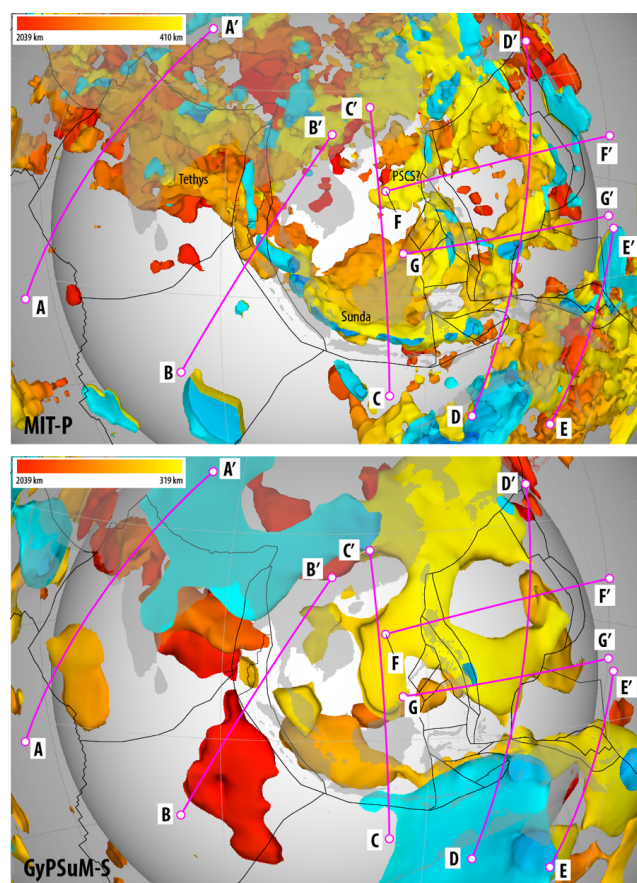 2039 km 410 km
A'
D'
C'
B'
F'
Tethys
PSCS?
F
G'
G
E'
A
Sunda
B
C
D
E
MIT-P
2039 km 319 km
A'
D'
C'
B'
F'
F
G'
E'
G
A
B
C
D
E
GyPSuM-S